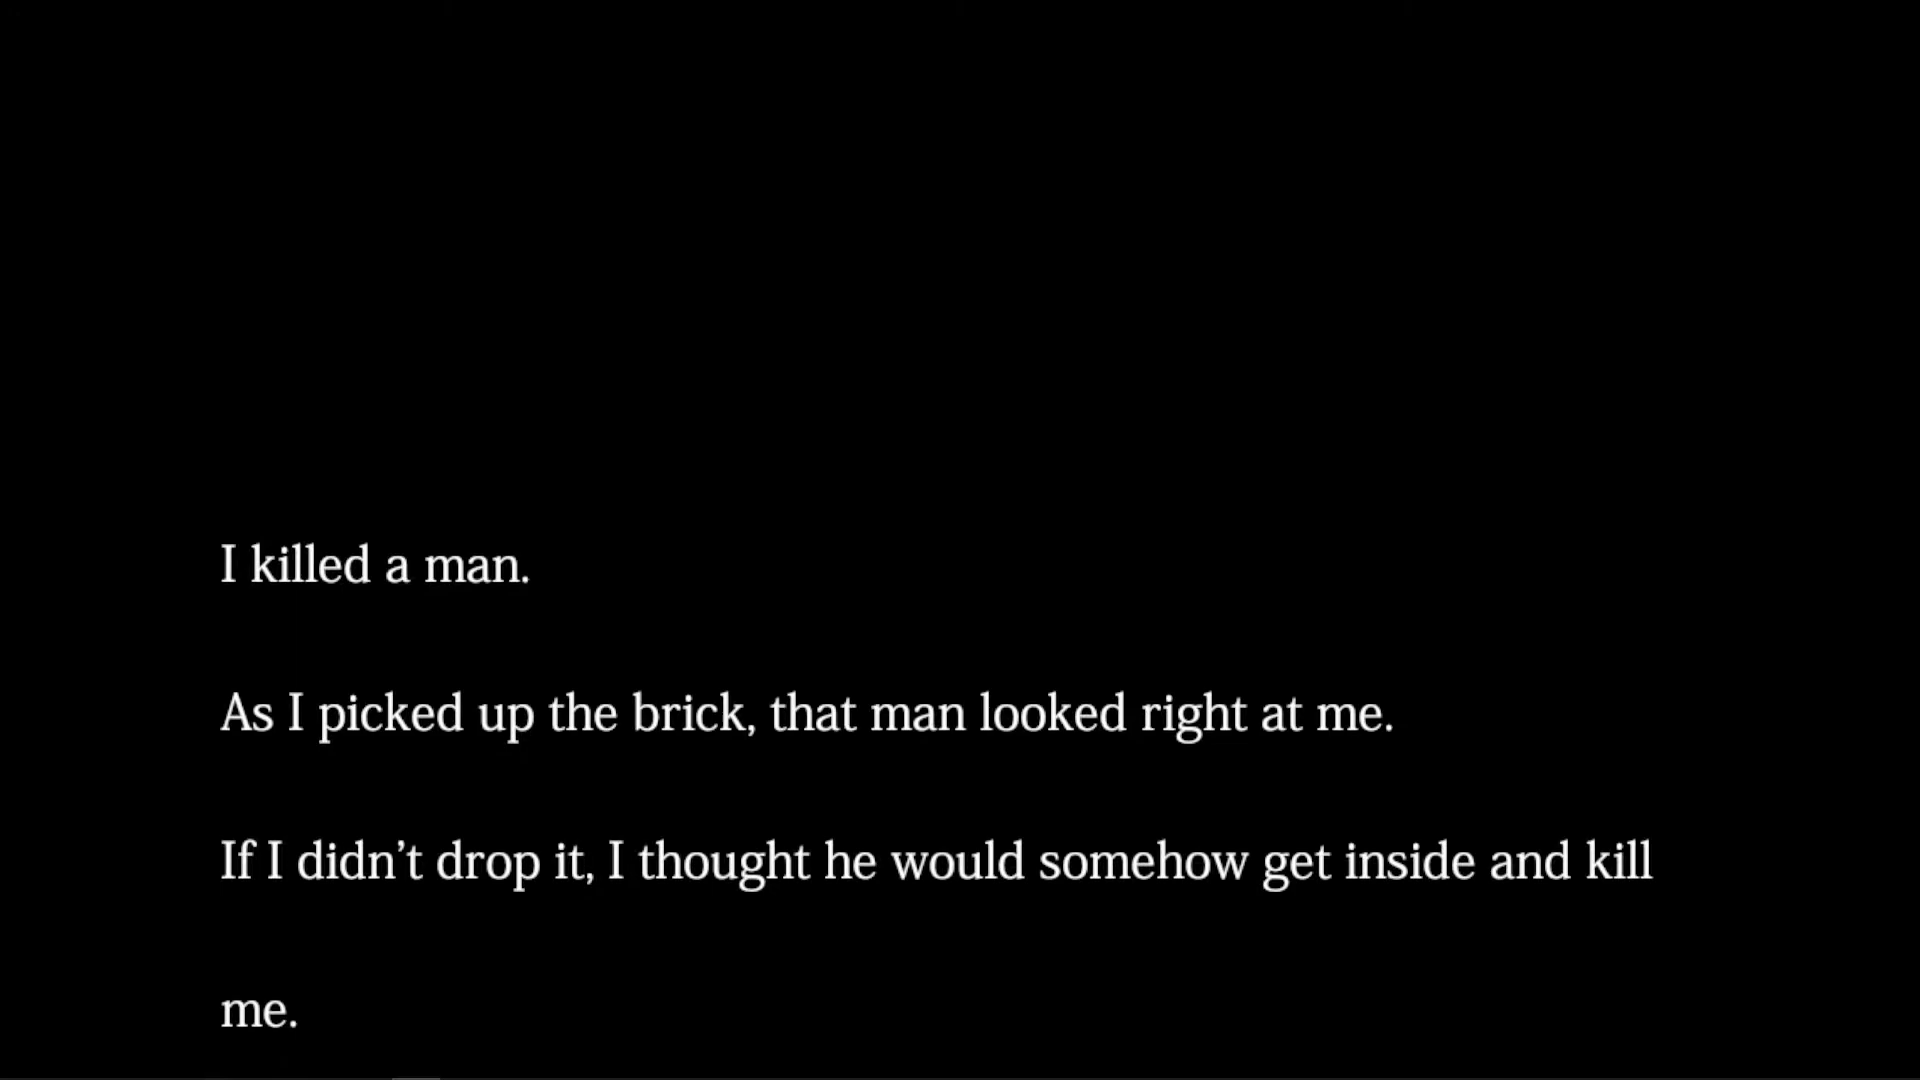 I killed a man.
As I picked up the brick, that man looked right at me.
If I didn’t drop it, I thought he would somehow get inside and kill
me.